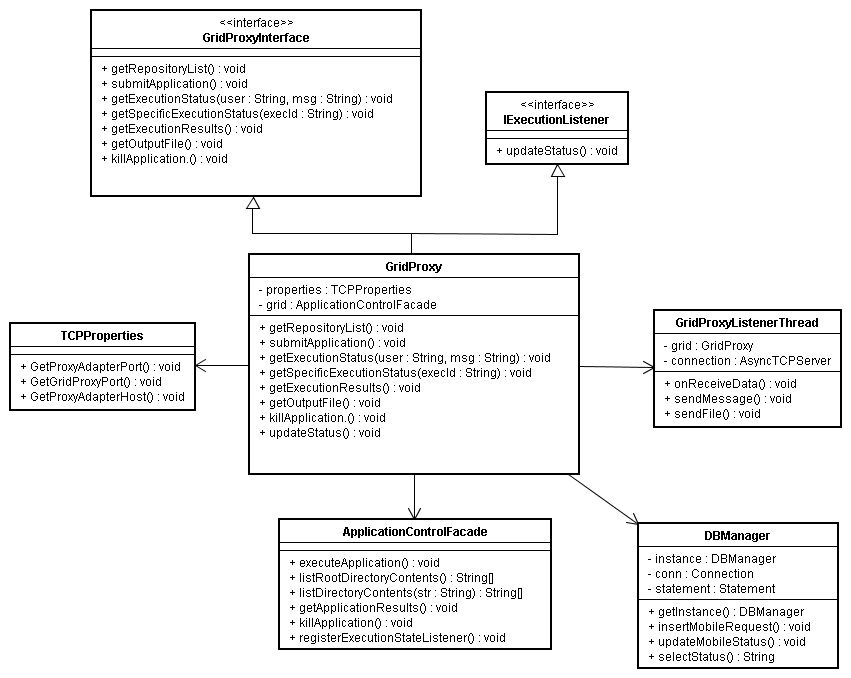 <<interface>>
GridProxyInterface
+ getRepositoryList() : void
+ submitApplication() : void
+ getExecutionStatus(user : String, msg : String) : void
+ getSpecificExecutionStatus(execId : String) : void
+ getExecutionResults() : void
+ getOutputFile() : void
+ killApplication.() : void
<<interface>>
IExecutionListener
+ updateStatus() : void
GridProxy
- properties : TCPProperties
- grid : ApplicationControlFacade
+ getRepositoryList() : void
+ submitApplication() : void
+ getExecutionStatus(user : String, msg : String) : void
+ getSpecificExecutionStatus(execId : String) : void
+ getExecutionResults() : void
+ getOutputFile() : void
+ killApplication.() : void
+ updateStatus() : void
TCPProperties
+ GetProxyAdapterPort() : void
+ GetGridProxyPort() : void
+ GetProxyAdapterHost() : void
GridProxyListenerThread
- grid : GridProxy
- connection : AsyncTCPServer
+ onReceiveData() : void
+ sendMessage() : void
+ sendFile() : void
ApplicationControlFacade
+ executeApplication() : void
+ listRootDirectoryContents() : String[]
+ listDirectoryContents(str : String) : String[]
+ getApplicationResults() : void
+ killApplication() : void
+ registerExecutionStateListener() : void
DBManager
- instance : DBManager
- conn : Connection
- statement : Statement
+ getInstance() : DBManager
+ insertMobileRequest() : void
+ updateMobileStatus() : void
+ selectStatus() : String